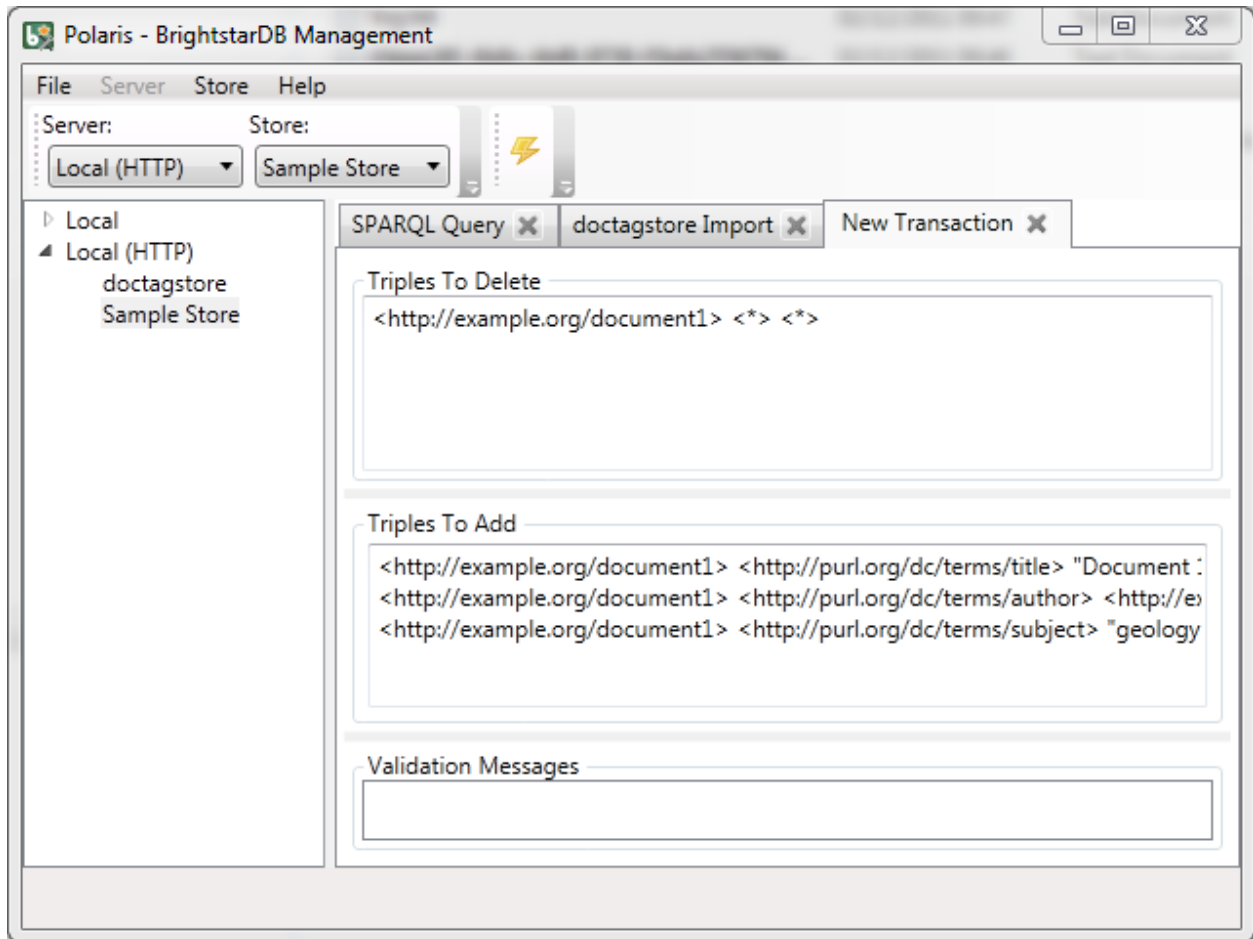 Polaris - BrightstarDB Management
File Server Store Help
Server: Store:
Local (HTTP) Sample Store
Local
Local (HTTP)
doctagstore
Sample Store
SPARQL Query doctagstore Import New Transaction
Triples To Delete
<http://example.org/document1> <*> <*>
Triples To Add
<http://example.org/document1> <http://purl.org/dc/terms/title> "Document
<http://example.org/document1> <http://purl.org/dc/terms/author> <http://e
<http://example.org/document1> <http://purl.org/dc/terms/subject> "geology
Validation Messages